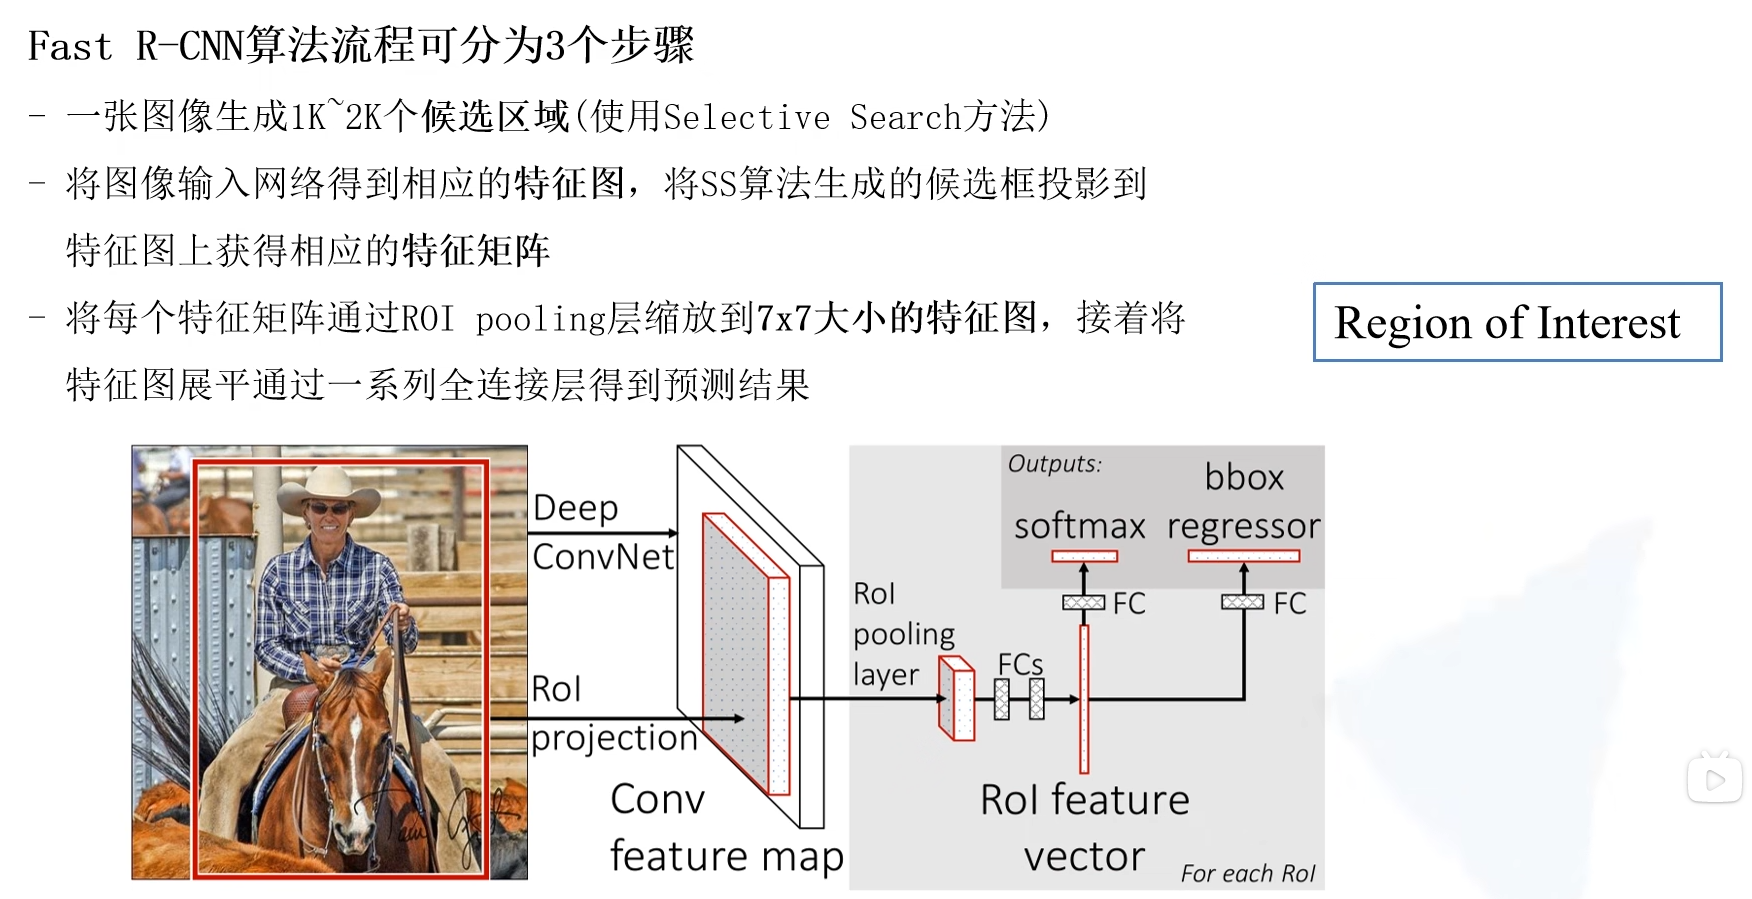 Fast R-CNN算法流程可分为3个步骤
- 一张图像生成1K~2K个候选区域(使用Selective Search方法)
- 将图像输入网络得到相应的特征图，将SS算法生成的候选框投影到
特征图上获得相应的特征矩阵
- 将每个特征矩阵通过ROI pooling层缩放到7x7大小的特征图，接着将
特征图展平通过一系列全连接层得到预测结果
Region of Interest
Deep
ConvNet
RoI
projection
Conv
feature map
RoI
pooling
layer
FCs
RoI feature
vector
For each RoI
Outputs:
softmax
bbox
regressor
FC
FC